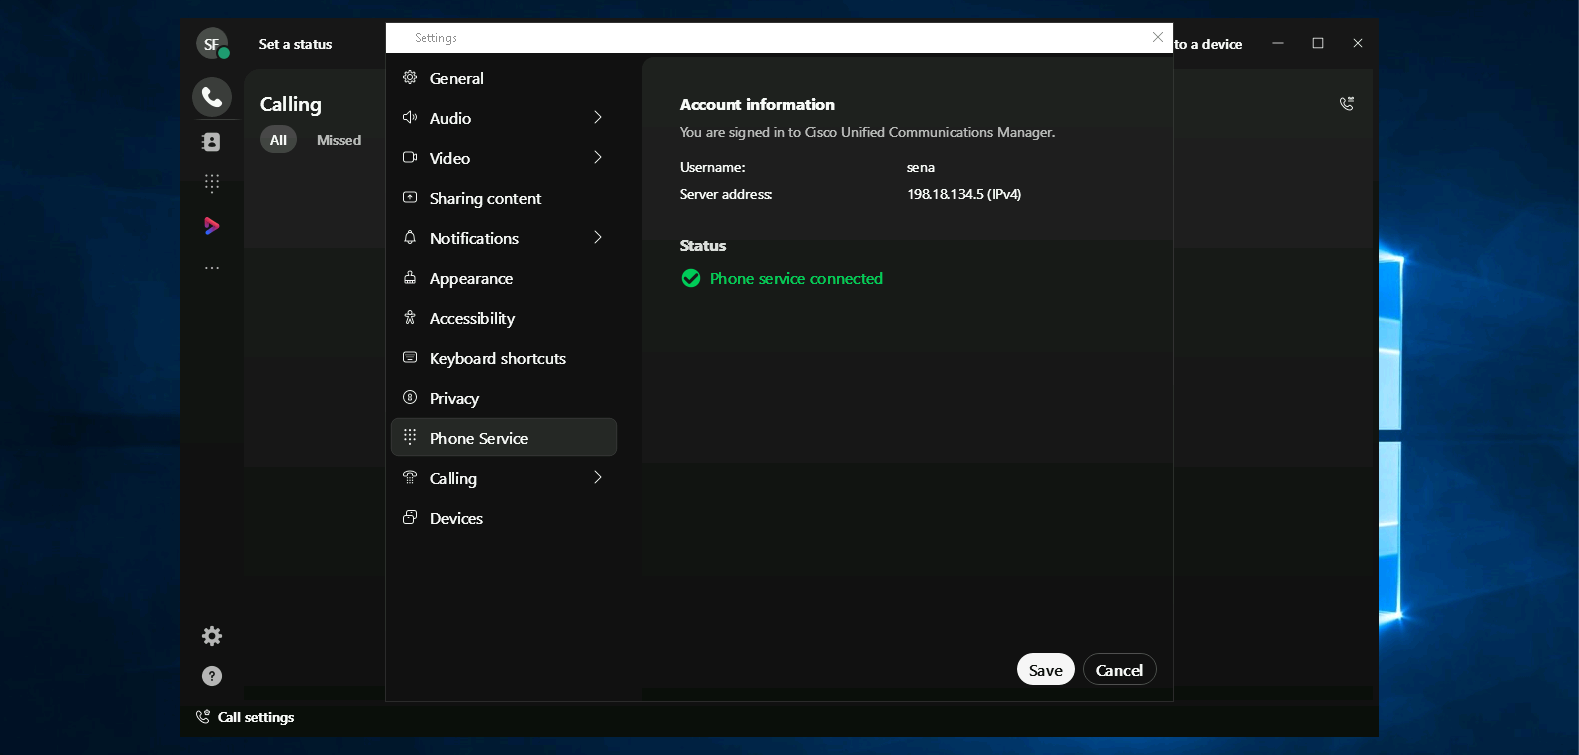 SF
Set a status
Settings
to a device
Calling
All
Missed
General
Audio
Video
Sharing content
Notifications
Appearance
Accessibility
Keyboard shortcuts
Privacy
Phone Service
Calling
Devices
Account information
You are signed in to Cisco Unified Communications Manager.
Username: sena
Server address: 198.18.134.5 (IPv4)
Status
Phone service connected
Save
Cancel
Call settings